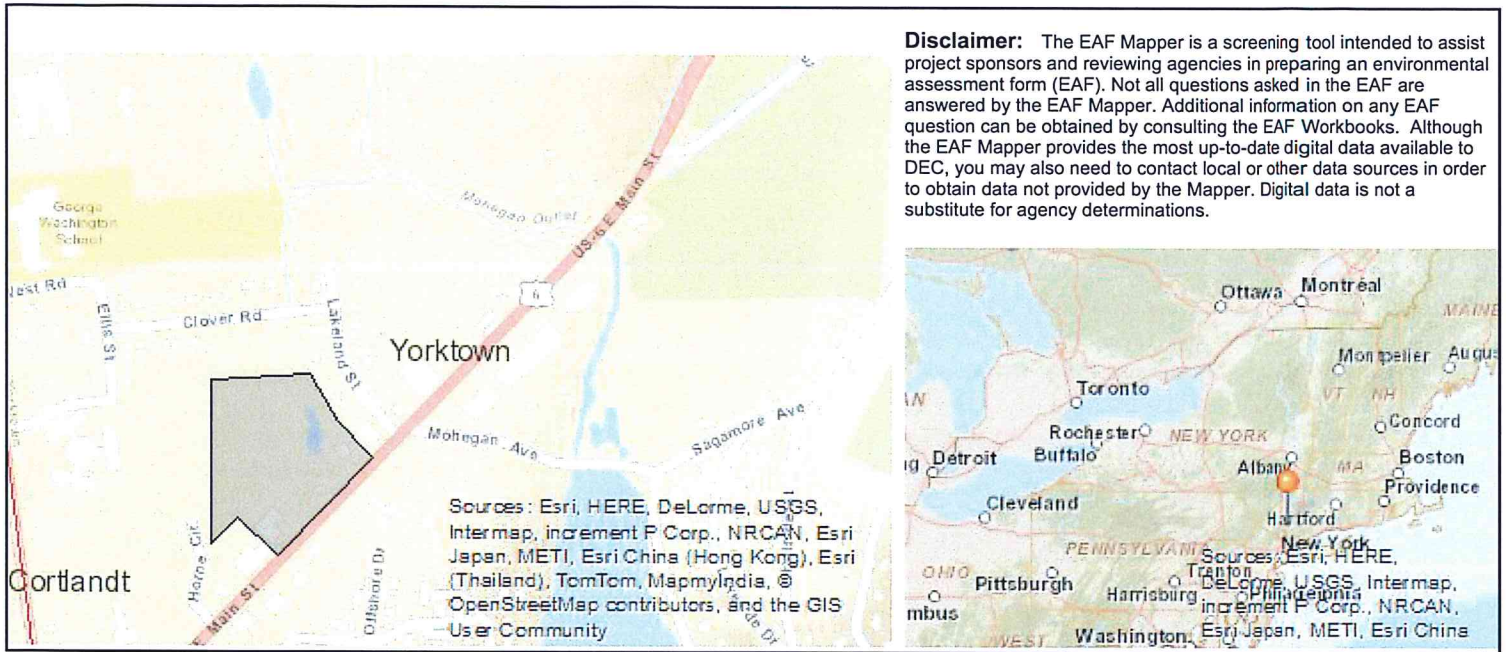 Disclaimer: The EAF Mapper is a screening tool intended to assist
project sponsors and reviewing agencies in preparing an environmental
assessment form (EAF). Not all questions asked in the EAF are
answered by the EAF Mapper. Additional information on any EAF
question can be obtained by consulting the EAF Workbooks. Although
the EAF Mapper provides the most up-to-date digital data available to
DEC, you may also need to contact local or other data sources in order
to obtain data not provided by the Mapper. Digital data is not a
substitute for agency determinations.
George
Washington
School
Mohegan Outlet
US-6 E Main St
6
Ellis St
Clover Rd
Lakeland St
Yorktown
Mohegan Ave
Sagamore Ave
Horne Cir
Cortlandt
E Main St
Offshore Dr
Sources: Esri, HERE, DeLorme, USGS,
Intermap, increment P Corp., NRCAN, Esri
Japan, METI, Esri China (Hong Kong), Esri
(Thailand), TomTom, MapmyIndia, ©
OpenStreetMap contributors, and the GIS
User Community
Ottawa
Montréal
MAINE
Montpelier
Augus
Toronto
VT
NH
AN
Concord
Rochester
NEW YORK
Buffalo
Boston
g Detroit
Albany
MA
Providence
Cleveland
Hartford
New York
PENNSYLVANIA
OHIO
Pittsburgh
Trenton
Harrisburg
Philadelphia
mbus
WEST
Washington
Sources: Esri, HERE,
DeLorme, USGS, Intermap,
increment P Corp., NRCAN,
Esri Japan, METI, Esri China